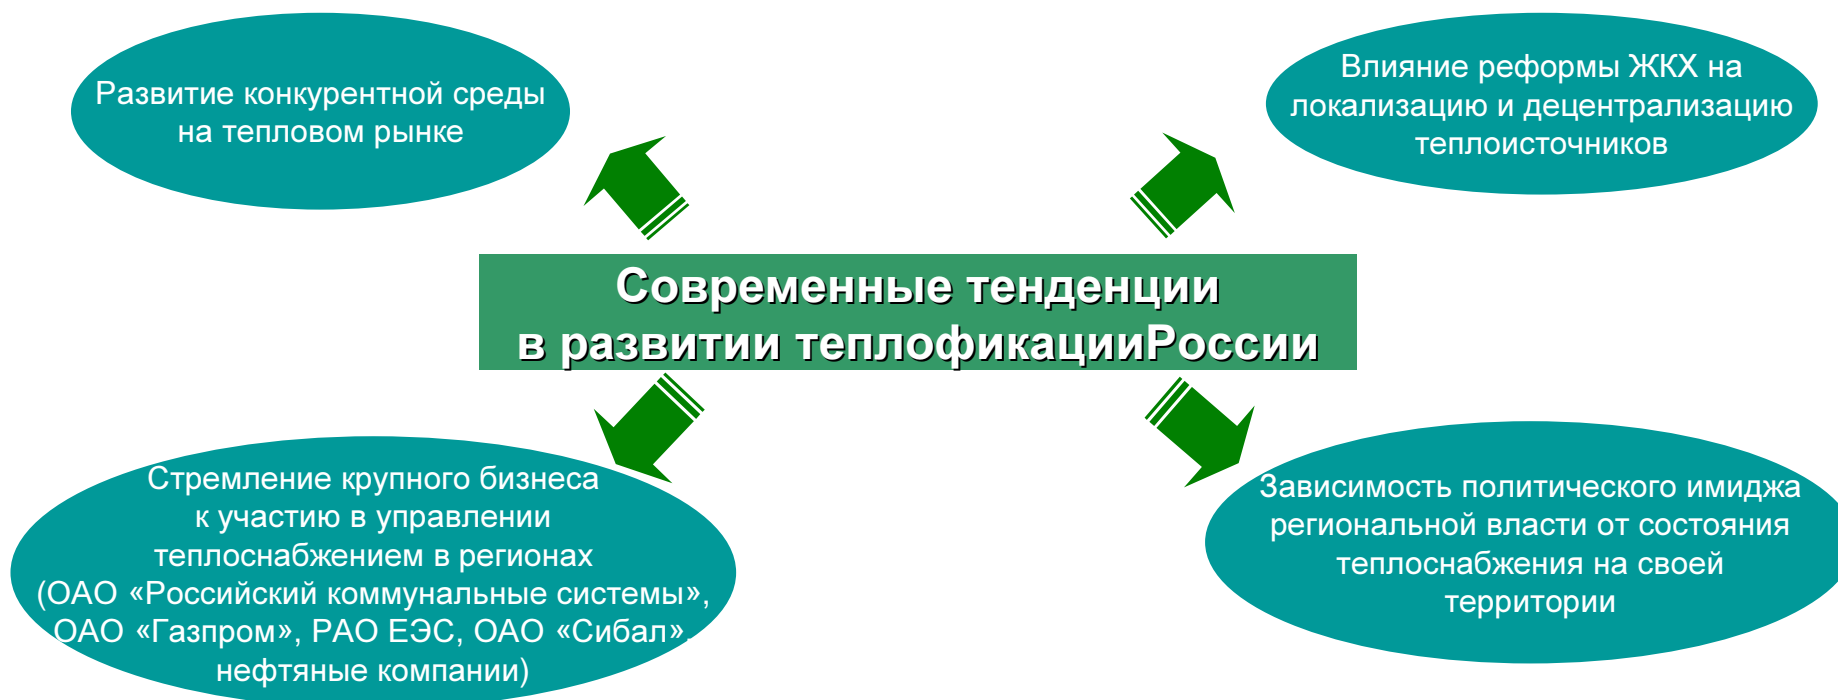 Развитие конкурентной среды
на тепловом рынке
Влияние реформы ЖКХ на
локализацию и децентрализацию
теплоисточников
Современные тенденции
в развитии теплофикацииРоссии
Стремление крупного бизнеса
к участию в управлении
теплоснабжением в регионах
(ОАО «Российский коммунальные системы»,
ОАО «Газпром», РАО ЕЭС, ОАО «Сибал»,
нефтяные компании)
Зависимость политического имиджа
региональной власти от состояния
теплоснабжения на своей
территории